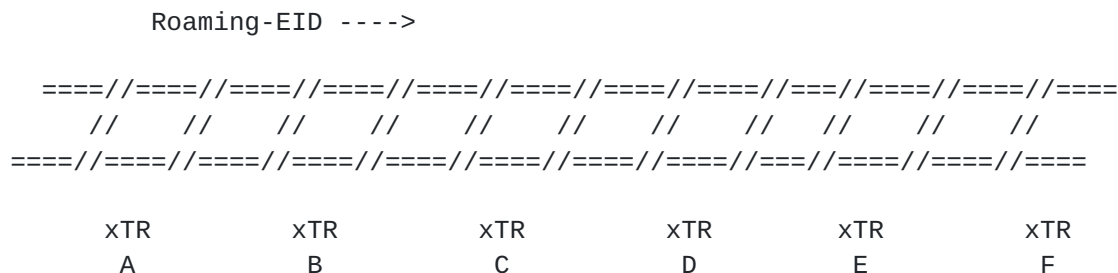 Roaming-EID ---->
====//====//====//====//====//====//====//====//===//====//====//====
// // // // // // // // // // //
====//====//====//====//====//====//====//====//===//====//====//====
xTR xTR xTR xTR xTR xTR
A B C D E F